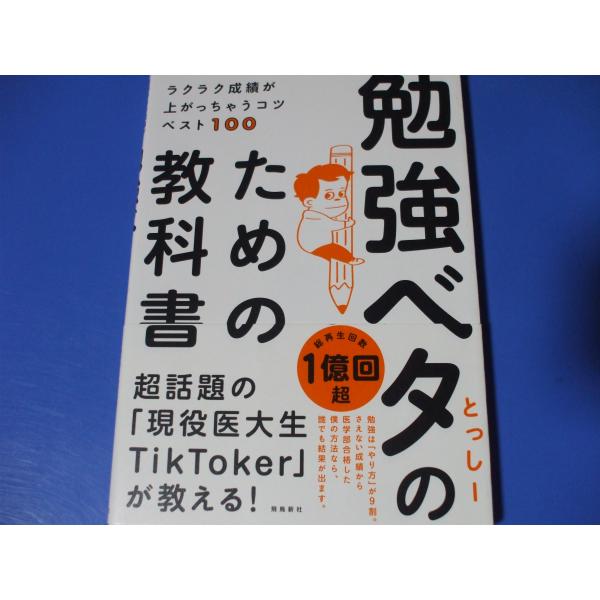 勉強ベタの
ための
教科書
ラクラク成績が
上がっちゃうコツ
ベスト100
とっしー
総再生回数
1億回
超
超話題の
「現役医大生
TikToker」
が教える!
勉強は「やり方」が9割。
さえない成績から
医学部合格した
僕の方法なら、
誰でも結果が出ます。
飛鳥新社